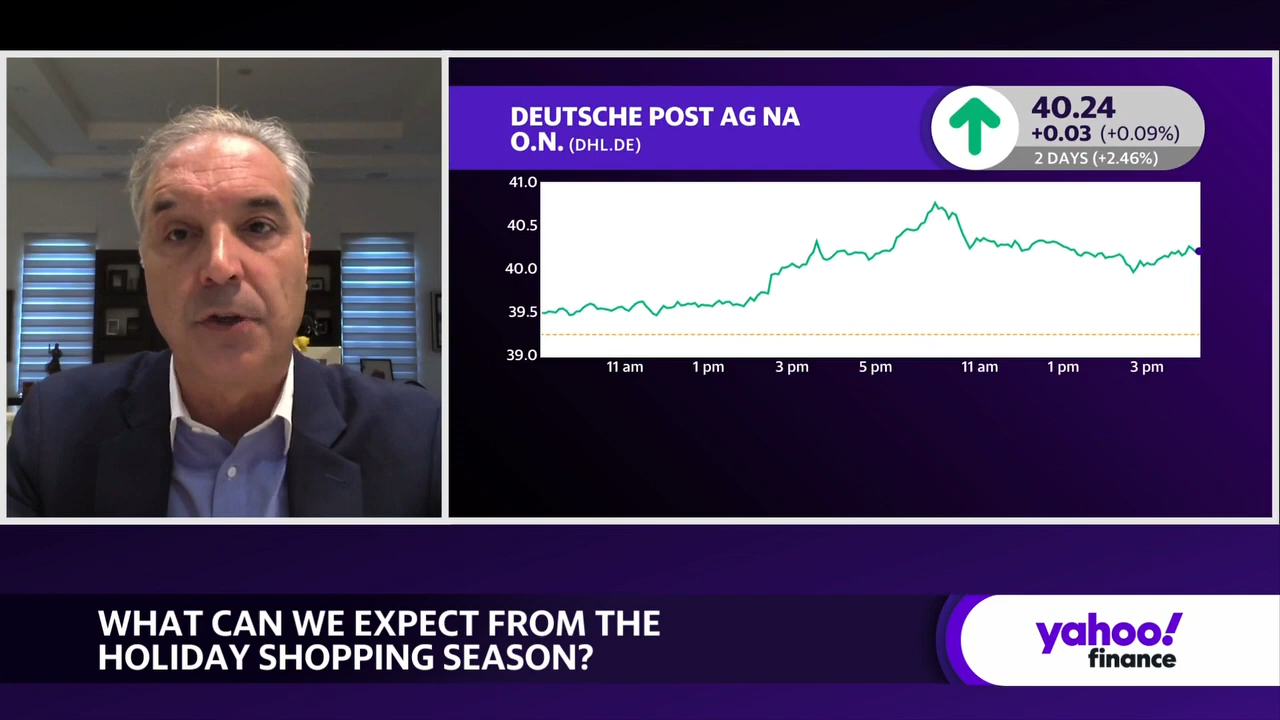 DEUTSCHE POST AG NA
O.N. (DHL.DE)
40.24
+0.03 (+0.09%)
2 DAYS (+2.46%)
41.0
40.5
40.0
39.5
39.0
11 am 1 pm 3 pm 5 pm 11 am 1 pm 3 pm
WHAT CAN WE EXPECT FROM THE
HOLIDAY SHOPPING SEASON?
yahoo!
finance